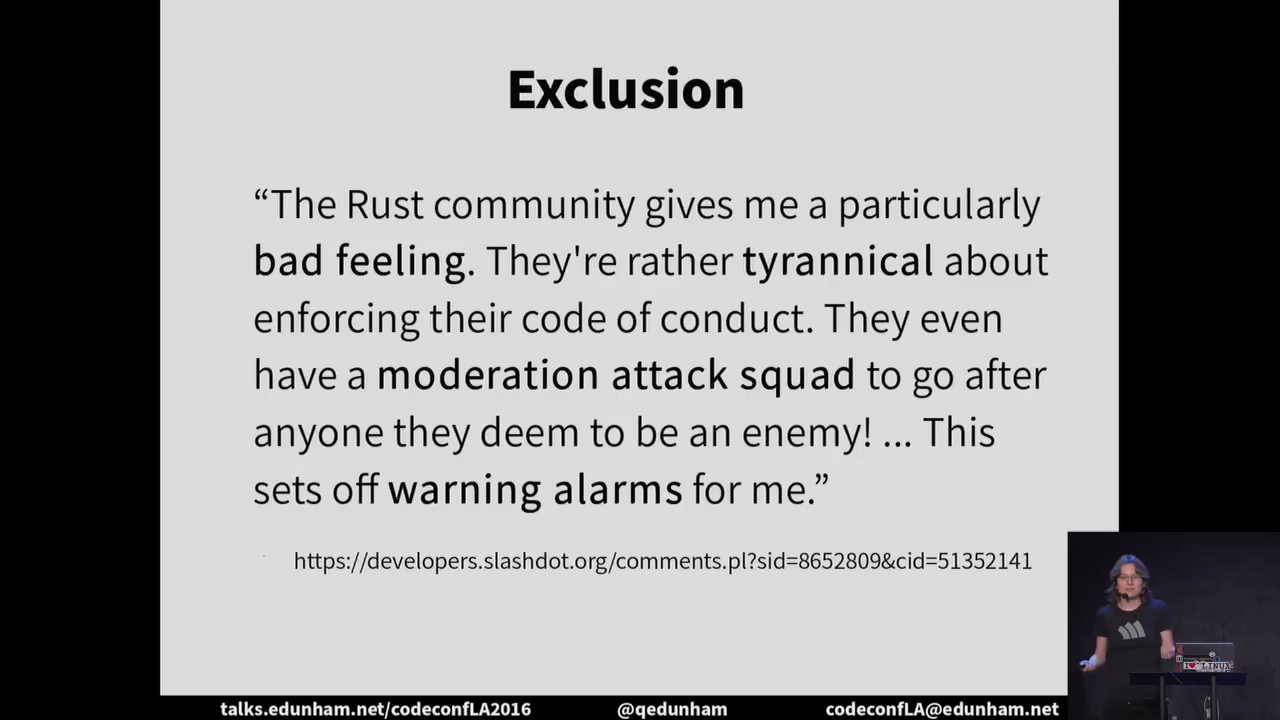 Exclusion
“The Rust community gives me a particularly
bad feeling. They're rather tyrannical about
enforcing their code of conduct. They even
have a moderation attack squad to go after
anyone they deem to be an enemy! ... This
sets off warning alarms for me.”
https://developers.slashdot.org/comments.pl?sid=8652809&cid=51352141
LINUX
talks.edunham.net/codeconfLA2016 @qedunham codeconfLA@edunham.net